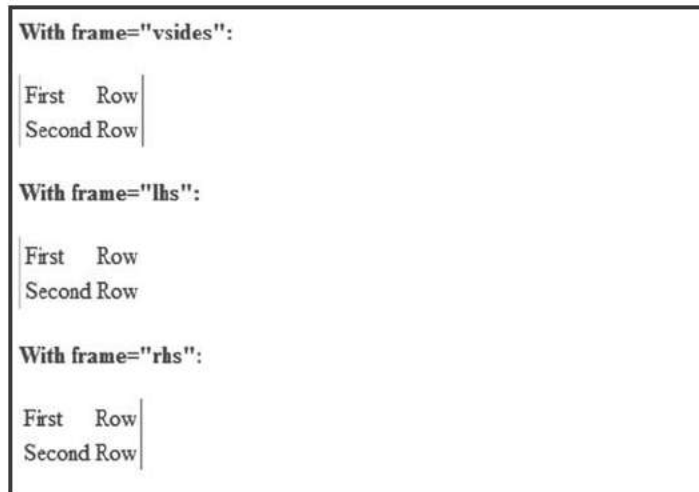 With frame="vsides":
First Row
Second Row
With frame="lhs":
First Row
Second Row
With frame="rhs":
First Row
Second Row